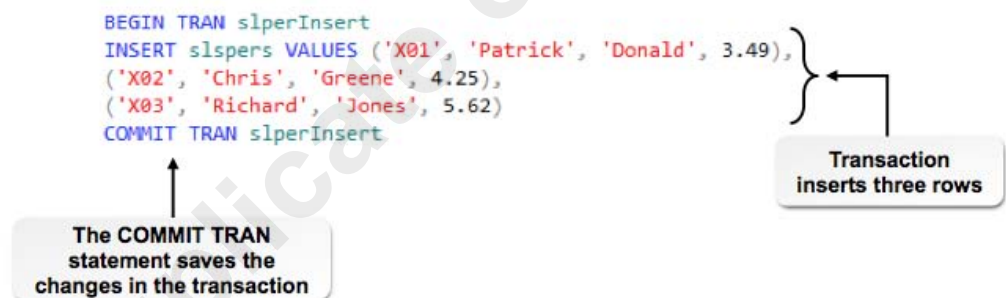 BEGIN TRAN slperInsert
INSERT slspers VALUES ('X01', 'Patrick', 'Donald', 3.49),
('X02', 'Chris', 'Greene', 4.25),
('X03', 'Richard', 'Jones', 5.62)
COMMIT TRAN slperInsert
Transaction
inserts three rows
The COMMIT TRAN
statement saves the
changes in the transaction